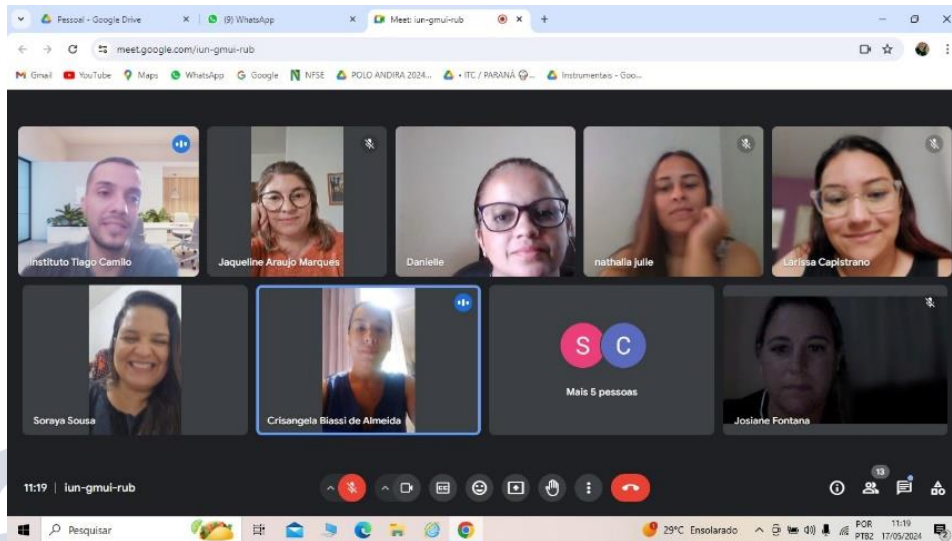 Pessoal - Google Drive
(9) WhatsApp
Meet: iun-gmui-rub
meet.google.com/iun-gmui-rub
Gmail
YouTube
Maps
WhatsApp
Google
NFSE
POLO ANDIRA 2024...
• ITC / PARANÁ
Instrumentais - Goo...
Instituto Tiago Camilo
Jaqueline Araujo Marques
Danielle
nathalia julie
Larissa Capistrano
S
C
Mais 5 pessoas
Soraya Sousa
Crisangela Biassi de Almeida
Josiane Fontana
11:19 | iun-gmui-rub
13
Pesquisar
29°C Ensolarado
POR
PTB2
11:19
17/05/2024